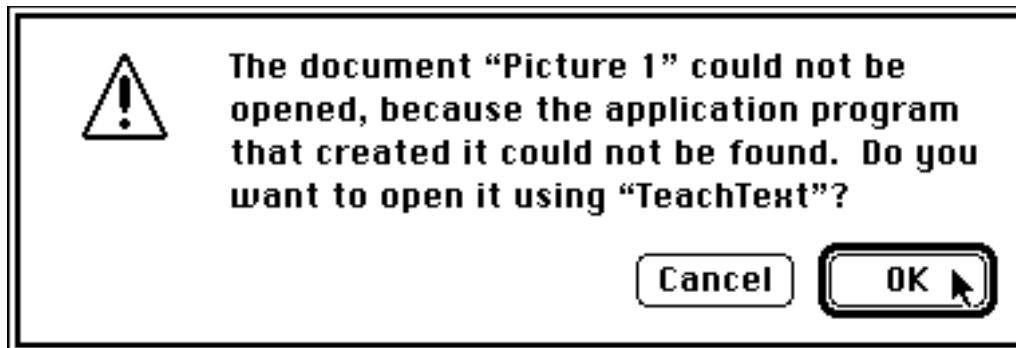 The document “Picture 1” could not be
opened, because the application program
that created it could not be found.  Do you
want to open it using “TeachText”?
Cancel OK